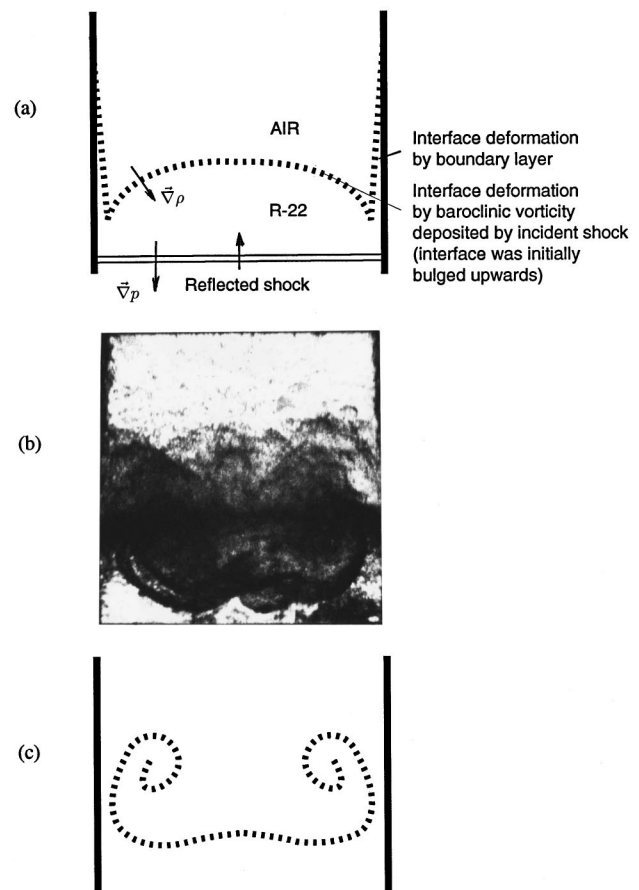 (a)
AIR
R-22
∇⃗ρ
∇⃗p
Reflected shock
Interface deformation
by boundary layer
Interface deformation
by baroclinic vorticity
deposited by incident shock
(interface was initially
bulged upwards)
(b)
(c)